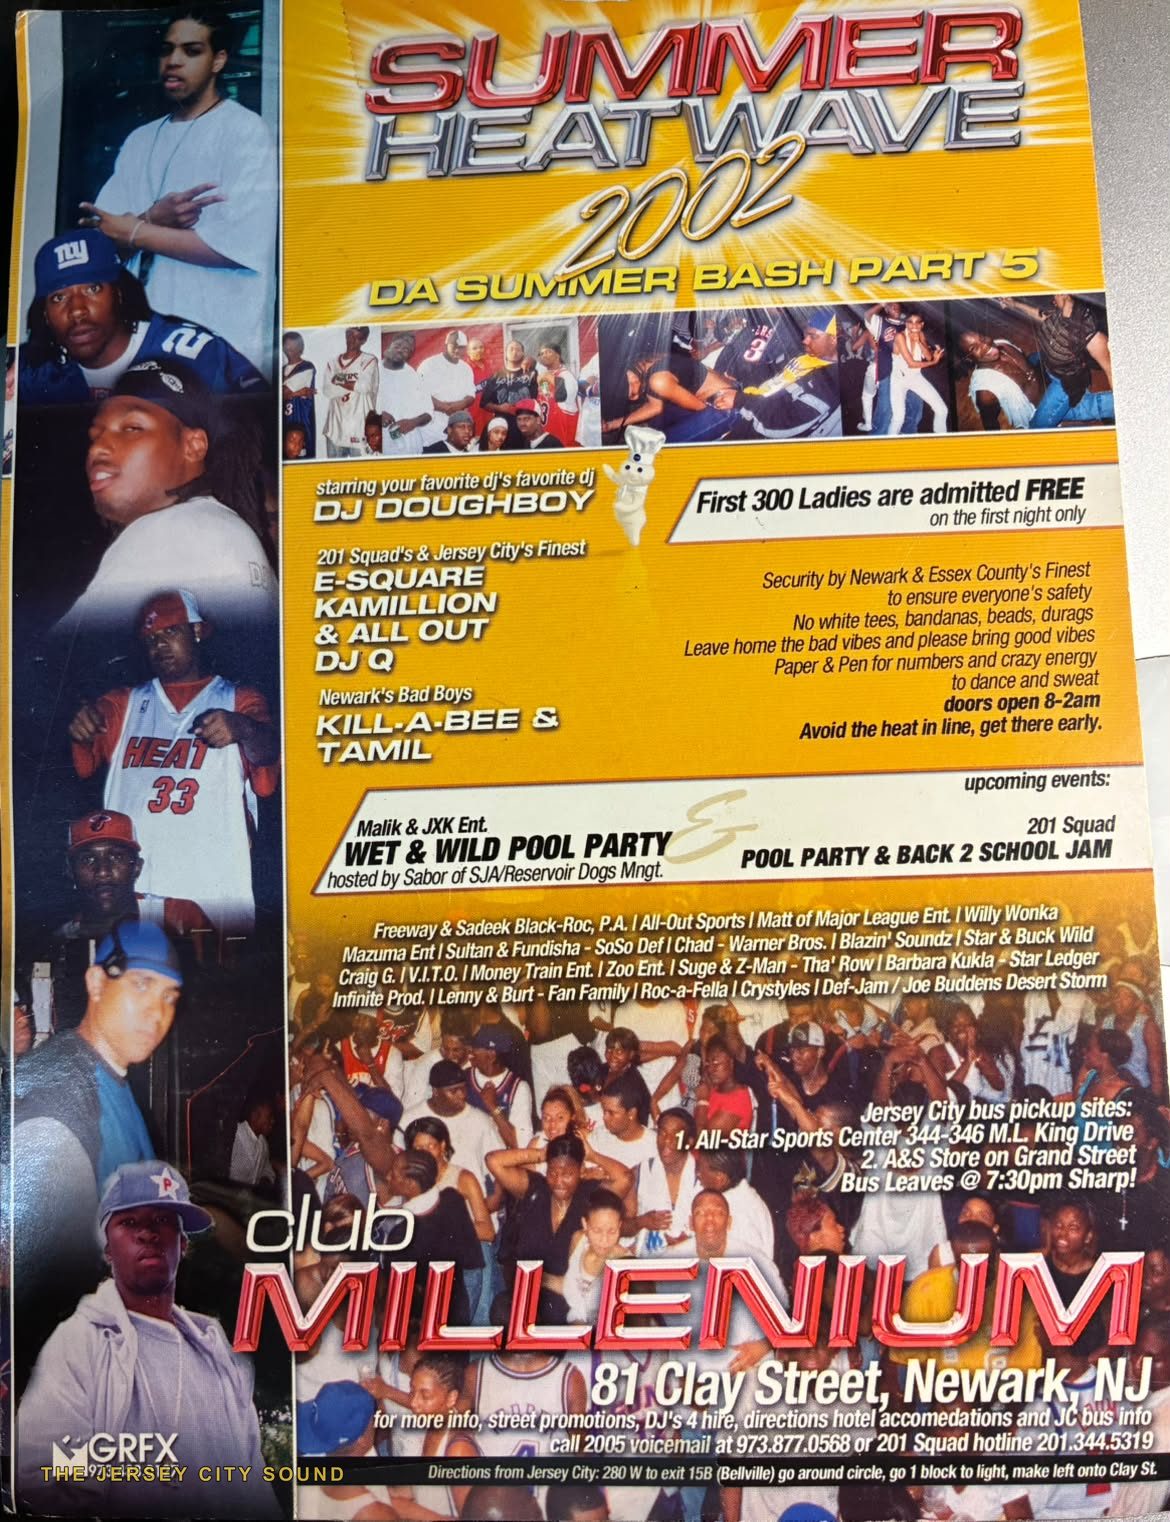 SUMMER
HEATWAVE
2002
DA SUMMER BASH PART 5
starring your favorite dj's favorite dj
DJ DOUGHBOY
201 Squad's & Jersey City's Finest
E-SQUARE
KAMILLION
& ALL OUT
DJ Q
Newark's Bad Boys
KILL-A-BEE &
TAMIL
First 300 Ladies are admitted FREE
on the first night only
Security by Newark & Essex County's Finest
to ensure everyone's safety
No white tees, bandanas, beads, durags
Leave home the bad vibes and please bring good vibes
Paper & Pen for numbers and crazy energy
to dance and sweat
doors open 8-2am
Avoid the heat in line, get there early.
upcoming events:
Malik & JXK Ent.
WET & WILD POOL PARTY
hosted by Sabor of SJA/Reservoir Dogs Mngt.
&
201 Squad
POOL PARTY & BACK 2 SCHOOL JAM
Freeway & Sadeek Black-Roc, P.A. | All-Out Sports | Matt of Major League Ent. | Willy Wonka
Mazuma Ent | Sultan & Fundisha - SoSo Def | Chad - Warner Bros. | Blazin' Soundz | Star & Buck Wild
Craig G. | V.I.T.O. | Money Train Ent. | Zoo Ent. | Suge & Z-Man - Tha' Row | Barbara Kukla - Star Ledger
Infinite Prod. | Lenny & Burt - Fan Family | Roc-a-Fella | Crystyles | Def-Jam / Joe Buddens Desert Storm
Jersey City bus pickup sites:
1. All-Star Sports Center 344-346 M.L. King Drive
2. A&S Store on Grand Street
Bus Leaves @ 7:30pm Sharp!
club
MILLENIUM
81 Clay Street, Newark, NJ
for more info, street promotions, DJ's 4 hire, directions hotel accomedations and JC bus info
call 2005 voicemail at 973.877.0568 or 201 Squad hotline 201.344.5319
Directions from Jersey City: 280 W to exit 15B (Bellville) go around circle, go 1 block to light, make left onto Clay St.
ny
2
HEAT
33
P
GRFX
THE JERSEY CITY SOUND